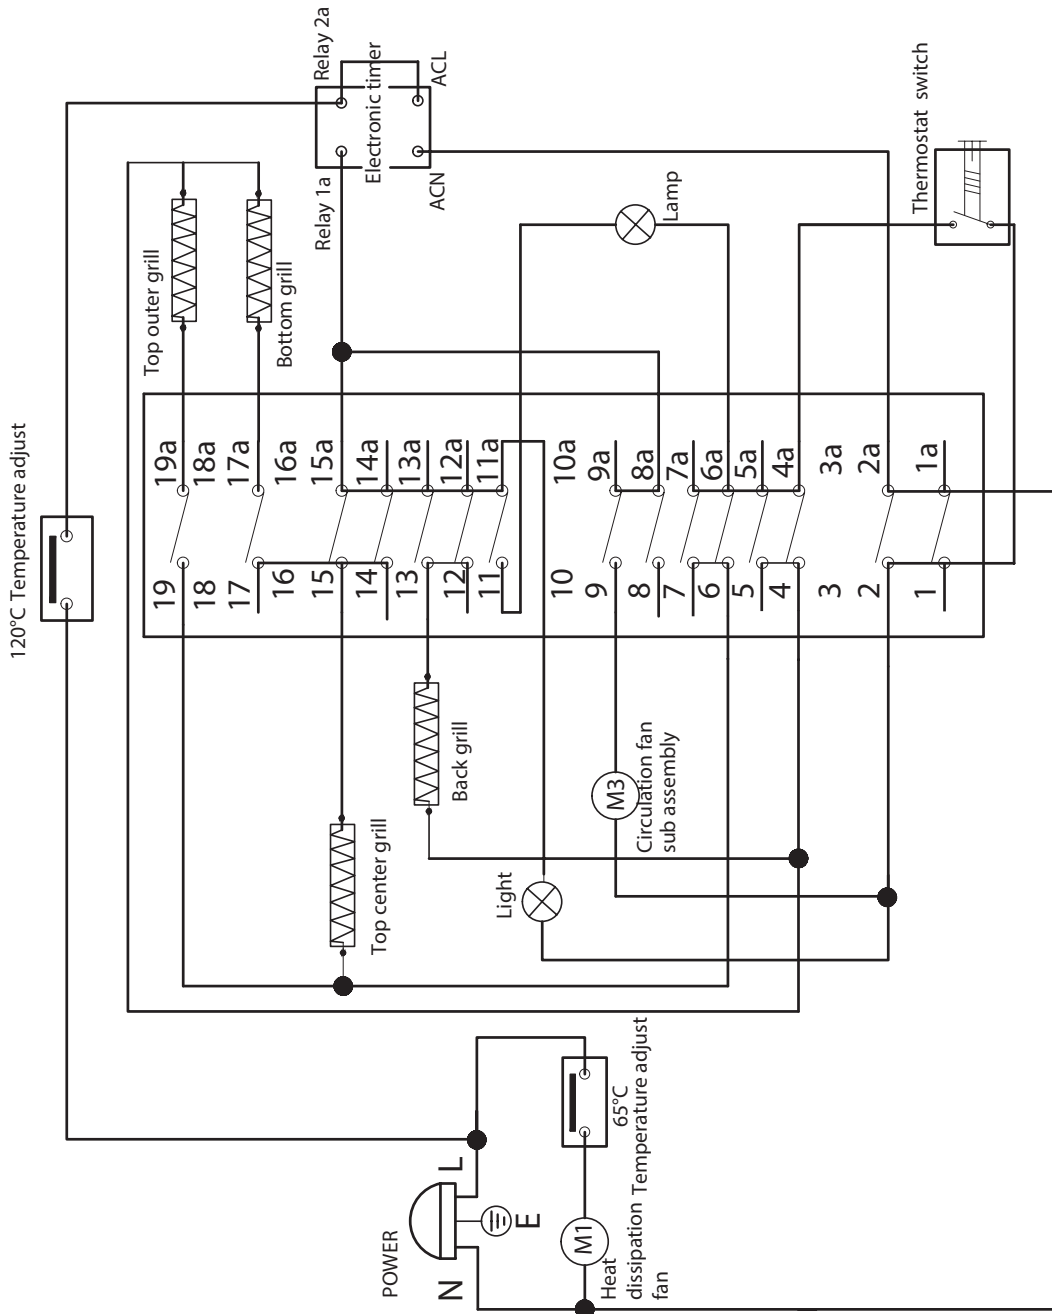 120°C Temperature adjust
Relay 2a
Electronic timer
ACL
Relay 1a
ACN
Top outer grill
Bottom grill
Lamp
Thermostat switch
19a
18a
17a
16a
15a
14a
13a
12a
11a
10a
9a
8a
7a
6a
5a
4a
3a
2a
1a
19
18
17
16
15
14
13
12
11
10
9
8
7
6
5
4
3
2
1
Back grill
M3
Circulation fan
sub assembly
Top center grill
Light
65°C
Temperature adjust
POWER
L
E
N
M1
Heat
dissipation
fan